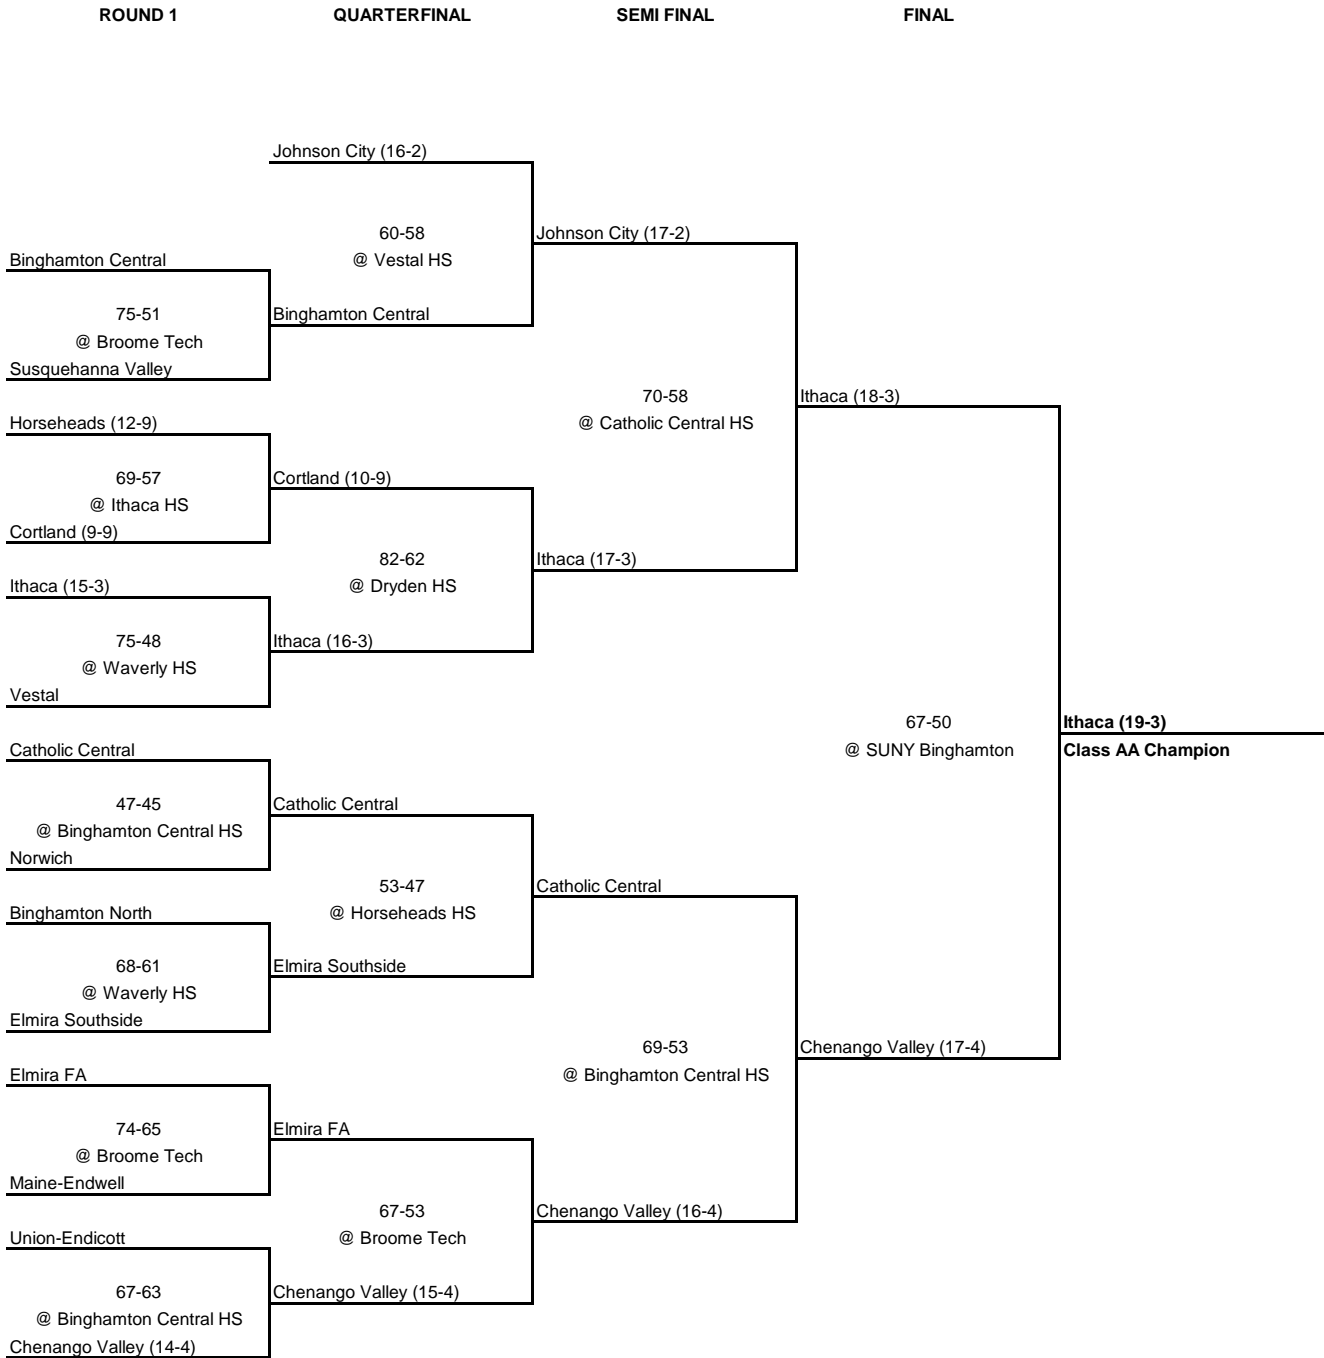 ROUND 1 QUARTERFINAL SEMI FINAL FINAL
Johnson City (16-2)
60-58 Johnson City (17-2)
Binghamton Central @ Vestal HS
75-51 Binghamton Central
@ Broome Tech
Susquehanna Valley
70-58 Ithaca (18-3)
Horseheads (12-9) @ Catholic Central HS
69-57 Cortland (10-9)
@ Ithaca HS
Cortland (9-9)
82-62 Ithaca (17-3)
Ithaca (15-3) @ Dryden HS
75-48 Ithaca (16-3)
@ Waverly HS
Vestal
67-50 Ithaca (19-3)
Catholic Central @ SUNY Binghamton Class AA Champion
47-45 Catholic Central
@ Binghamton Central HS
Norwich
53-47 Catholic Central
Binghamton North @ Horseheads HS
68-61 Elmira Southside
@ Waverly HS
Elmira Southside
69-53 Chenango Valley (17-4)
Elmira FA @ Binghamton Central HS
74-65 Elmira FA
@ Broome Tech
Maine-Endwell
67-53 Chenango Valley (16-4)
Union-Endicott @ Broome Tech
67-63 Chenango Valley (15-4)
@ Binghamton Central HS
Chenango Valley (14-4)